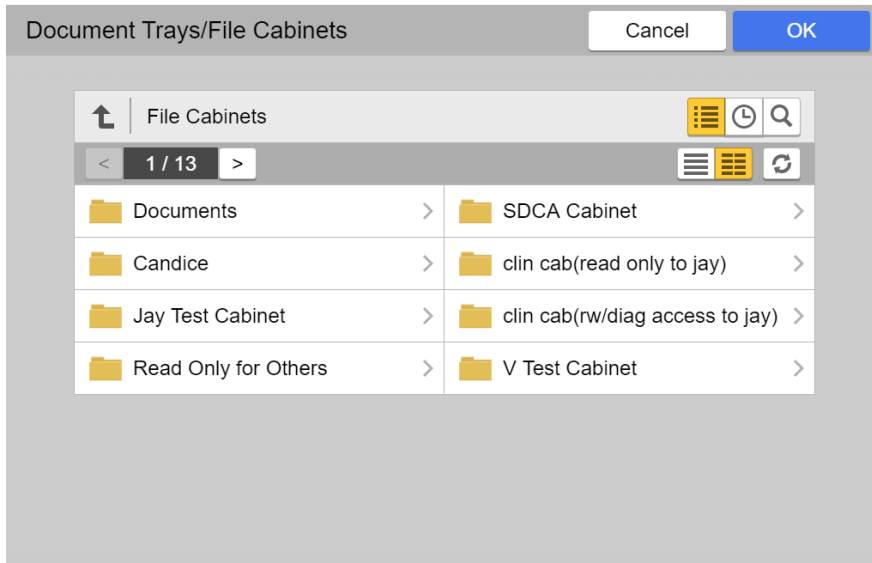 Document Trays/File Cabinets
Cancel
OK
File Cabinets
<
1 / 13
>
Documents
SDCA Cabinet
Candice
clin cab(read only to jay)
Jay Test Cabinet
clin cab(rw/diag access to jay)
Read Only for Others
V Test Cabinet